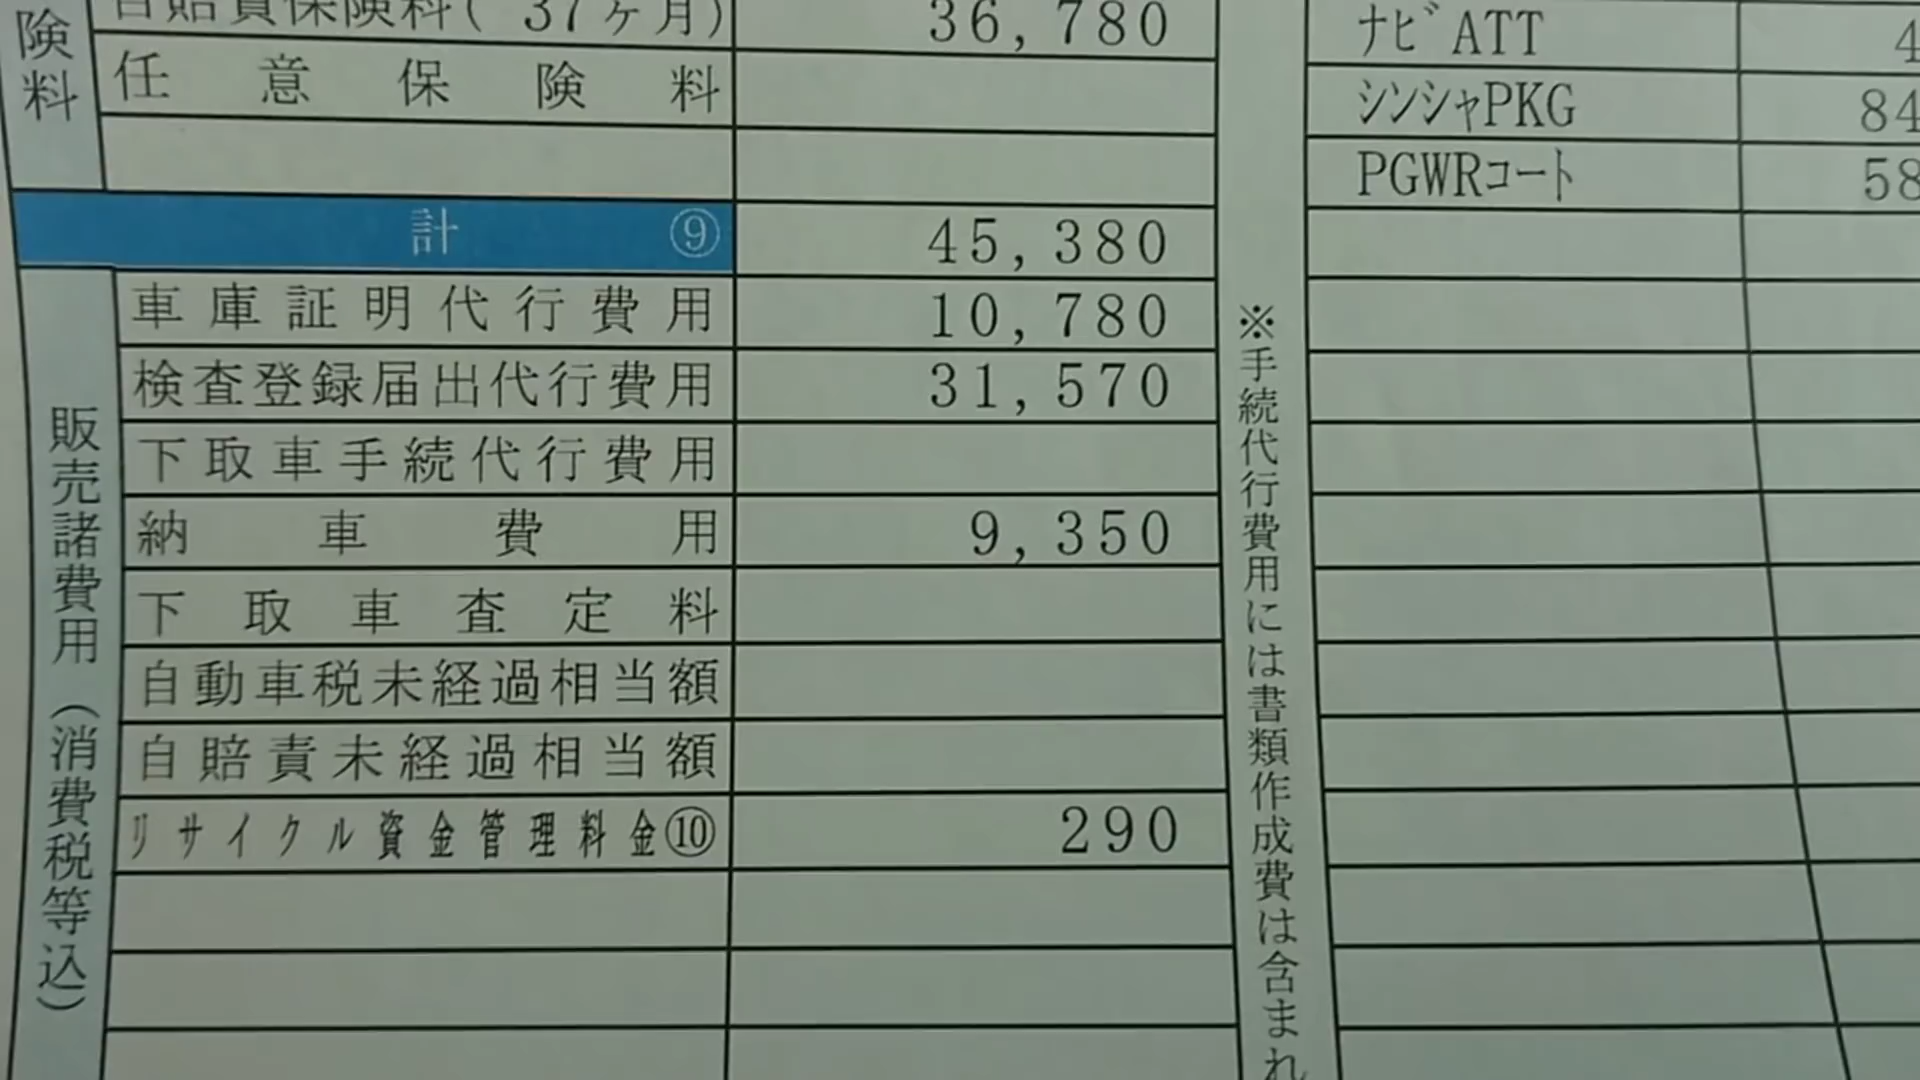 険料
自賠責保険料( 37ヶ月) 36,780
任意保険料
計 ⑨ 45,380
販売諸費用(消費税等込)
車庫証明代行費用 10,780
検査登録届出代行費用 31,570
下取車手続代行費用
納車費用 9,350
下取車査定料
自動車税未経過相当額
自賠責未経過相当額
リサイクル資金管理料金⑩ 290
※手続代行費用には書類作成費は含まれ
ナビATT 4
シンシャPKG 84
PGWRコート 58